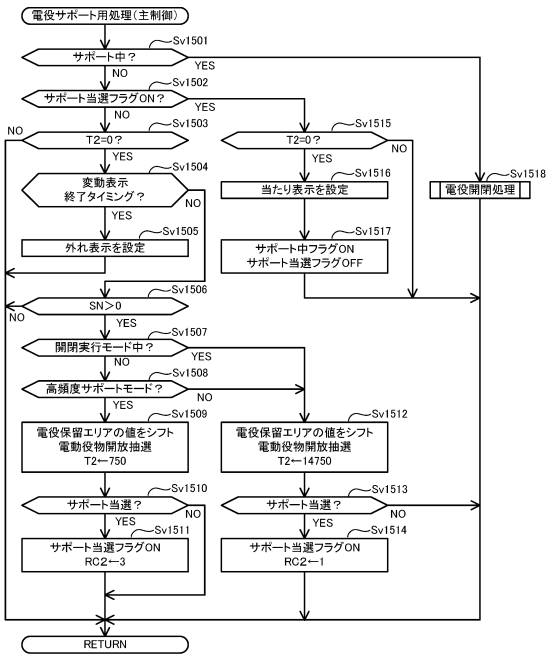 電役サポート用処理(主制御)
Sv1501
サポート中？
YES
NO
Sv1502
サポート当選フラグON？
YES
NO
Sv1503
NO
T2=0？
YES
Sv1515
T2=0？
NO
YES
Sv1504
変動表示
終了タイミング？
NO
YES
Sv1516
当たり表示を設定
Sv1518
電役開閉処理
Sv1505
外れ表示を設定
Sv1517
サポート中フラグON
サポート当選フラグOFF
Sv1506
SN＞0
NO
YES
Sv1507
開閉実行モード中？
YES
NO
Sv1508
高頻度サポートモード？
NO
YES
Sv1509
電役保留エリアの値をシフト
電動役物開放抽選
T2←750
Sv1512
電役保留エリアの値をシフト
電動役物開放抽選
T2←14750
Sv1510
サポート当選？
NO
YES
Sv1513
サポート当選？
NO
YES
Sv1511
サポート当選フラグON
RC2←3
Sv1514
サポート当選フラグON
RC2←1
RETURN